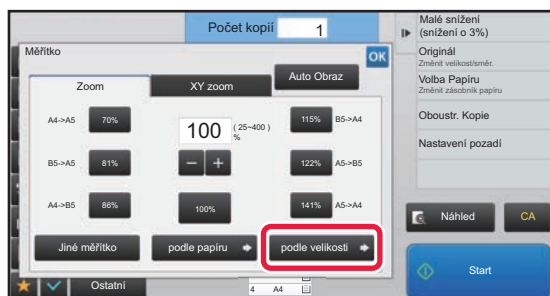 Počet kopií 1
Měřítko
OK
Zoom
XY zoom
Auto Obraz
A4->A5 70%
B5->A5 81%
A4->B5 86%
100 (25~400) %
100%
115% B5->A4
122% A5->B5
141% A5->A4
Jiné měřítko
podle papíru
podle velikosti
Ostatní
4 A4
Malé snížení
(snížení o 3%)
Originál
Změnit velikost/směr.
Volba Papíru
Změnit zásobník papíru
Oboustr. Kopie
Nastavení pozadí
Náhled
CA
Start